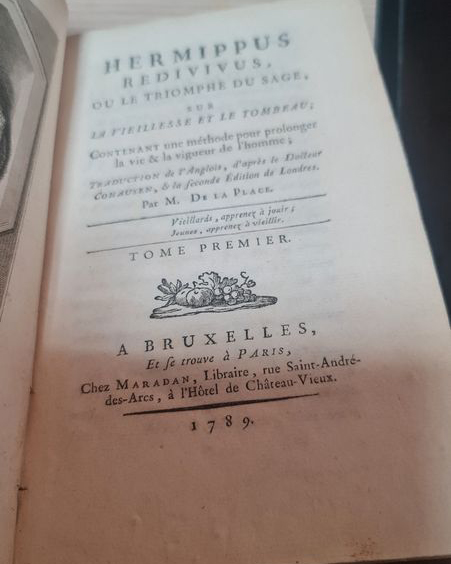 HERMIPPUS
REDIVIVUS,
OU LE TRIOMPHE DU SAGE,
SUR
LA VIEILLESSE ET LE TOMBEAU;
CONTENANT une méthode pour prolonger
la vie & la vigueur de l'homme;
TRADUCTION de l'Anglois, d'après le Docteur
COHAUSEN, & la seconde Édition de Londres.
Par M. DE LA PLACE.
Vieillards, apprenez à jouir;
Jeunes, apprenez à vieillir.
TOME PREMIER.
A BRUXELLES,
Et se trouve à PARIS,
Chez MARADAN, Libraire, rue Saint-André-
des-Arcs, à l'Hôtel de Château-Vieux.
1789.